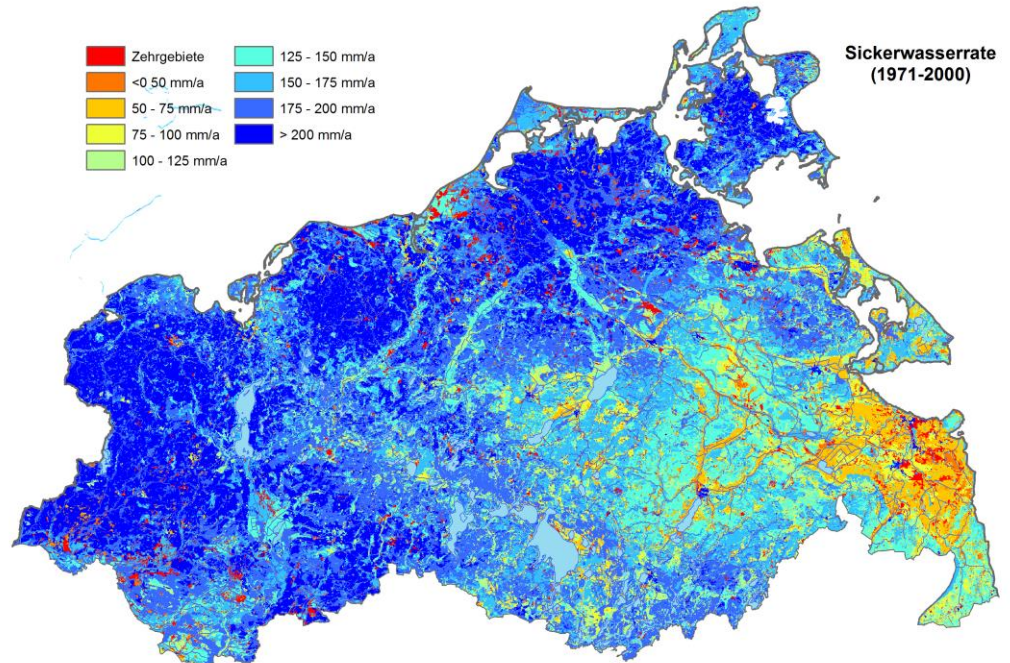 Sickerwasserrate
(1971-2000)
Zehrgebiete
<0 50 mm/a
50 - 75 mm/a
75 - 100 mm/a
100 - 125 mm/a
125 - 150 mm/a
150 - 175 mm/a
175 - 200 mm/a
> 200 mm/a